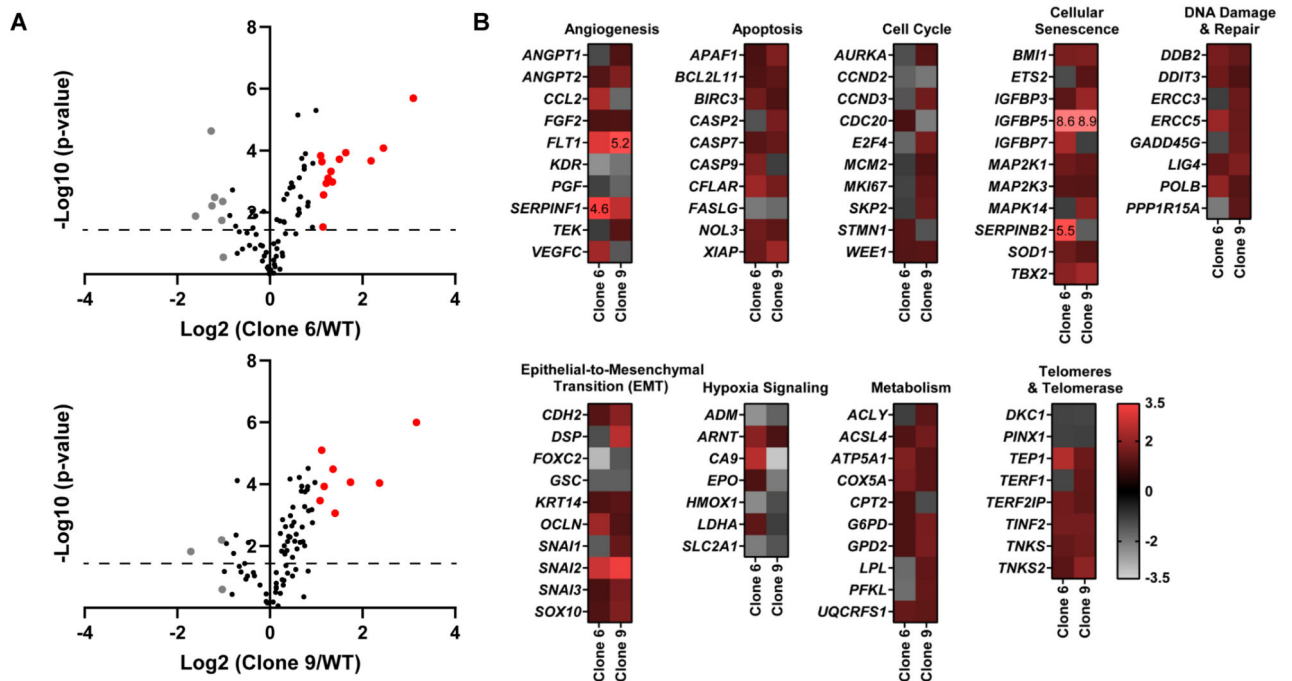 A
8
6
4
2
-4 -2 0 2 4
-Log10 (p-value)
Log2 (Clone 6/WT)
8
6
4
2
-4 -2 0 2 4
-Log10 (p-value)
Log2 (Clone 9/WT)
B
Angiogenesis
ANGPT1
ANGPT2
CCL2
FGF2
FLT1 5.2
KDR
PGF
SERPINF1 4.6
TEK
VEGFC
Clone 6
Clone 9
Apoptosis
APAF1
BCL2L11
BIRC3
CASP2
CASP7
CASP9
CFLAR
FASLG
NOL3
XIAP
Clone 6
Clone 9
Cell Cycle
AURKA
CCND2
CCND3
CDC20
E2F4
MCM2
MKI67
SKP2
STMN1
WEE1
Clone 6
Clone 9
Cellular
Senescence
BMI1
ETS2
IGFBP3
IGFBP5 8.6 8.9
IGFBP7
MAP2K1
MAP2K3
MAPK14
SERPINB2 5.5
SOD1
TBX2
Clone 6
Clone 9
DNA Damage
& Repair
DDB2
DDIT3
ERCC3
ERCC5
GADD45G
LIG4
POLB
PPP1R15A
Clone 6
Clone 9
Epithelial-to-Mesenchymal
Transition (EMT)
CDH2
DSP
FOXC2
GSC
KRT14
OCLN
SNAI1
SNAI2
SNAI3
SOX10
Clone 6
Clone 9
Hypoxia Signaling
ADM
ARNT
CA9
EPO
HMOX1
LDHA
SLC2A1
Clone 6
Clone 9
Metabolism
ACLY
ACSL4
ATP5A1
COX5A
CPT2
G6PD
GPD2
LPL
PFKL
UQCRFS1
Clone 6
Clone 9
Telomeres
& Telomerase
DKC1
PINX1
TEP1
TERF1
TERF2IP
TINF2
TNKS
TNKS2
Clone 6
Clone 9
3.5
2
0
-2
-3.5